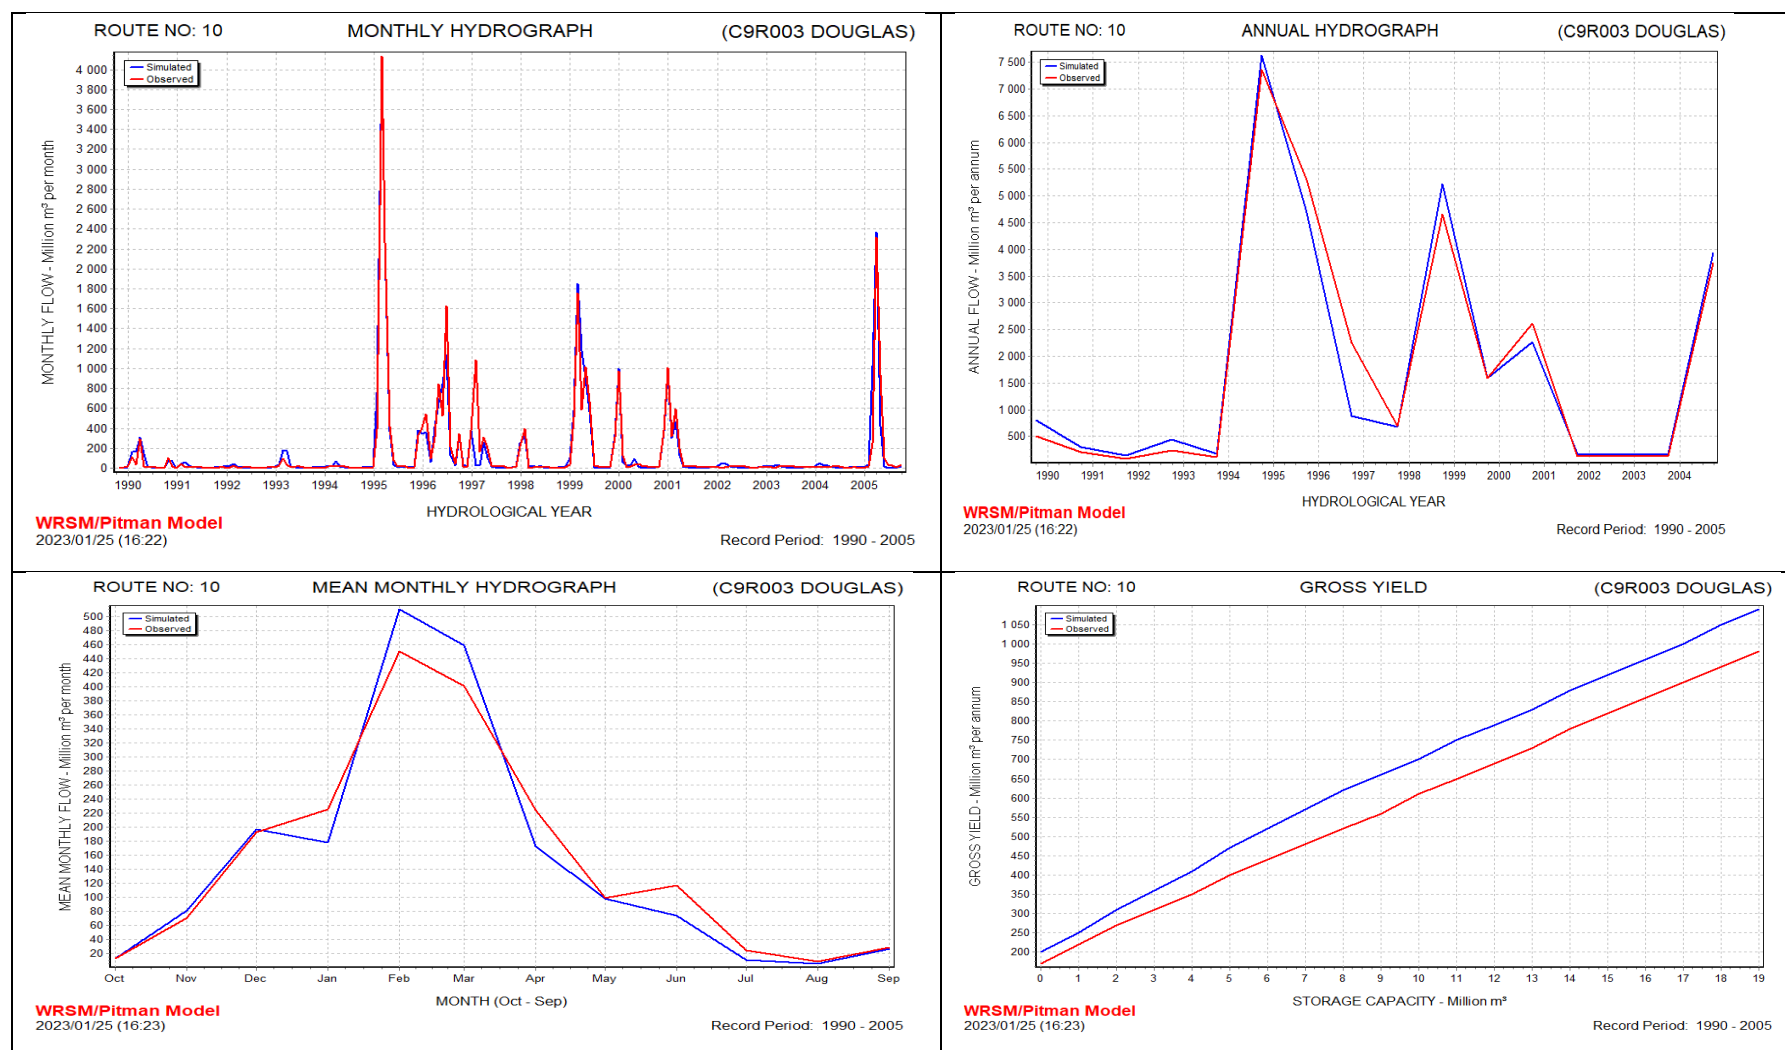 ROUTE NO: 10 MONTHLY HYDROGRAPH (C9R003 DOUGLAS)
Simulated
Observed
MONTHLY FLOW - Million m³ per month
4 000
3 800
3 600
3 400
3 200
3 000
2 800
2 600
2 400
2 200
2 000
1 800
1 600
1 400
1 200
1 000
800
600
400
200
0
1990 1991 1992 1993 1994 1995 1996 1997 1998 1999 2000 2001 2002 2003 2004 2005
HYDROLOGICAL YEAR
WRSM/Pitman Model
2023/01/25 (16:22)
Record Period: 1990 - 2005
ROUTE NO: 10 ANNUAL HYDROGRAPH (C9R003 DOUGLAS)
Simulated
Observed
ANNUAL FLOW - Million m³ per annum
7 500
7 000
6 500
6 000
5 500
5 000
4 500
4 000
3 500
3 000
2 500
2 000
1 500
1 000
500
1990 1991 1992 1993 1994 1995 1996 1997 1998 1999 2000 2001 2002 2003 2004
HYDROLOGICAL YEAR
WRSM/Pitman Model
2023/01/25 (16:22)
Record Period: 1990 - 2005
ROUTE NO: 10 MEAN MONTHLY HYDROGRAPH (C9R003 DOUGLAS)
Simulated
Observed
MEAN MONTHLY FLOW - Million m³ per month
500
480
460
440
420
400
380
360
340
320
300
280
260
240
220
200
180
160
140
120
100
80
60
40
20
Oct Nov Dec Jan Feb Mar Apr May Jun Jul Aug Sep
MONTH (Oct - Sep)
WRSM/Pitman Model
2023/01/25 (16:23)
Record Period: 1990 - 2005
ROUTE NO: 10 GROSS YIELD (C9R003 DOUGLAS)
Simulated
Observed
GROSS YIELD - Million m³ per annum
1 050
1 000
950
900
850
800
750
700
650
600
550
500
450
400
350
300
250
200
0 1 2 3 4 5 6 7 8 9 10 11 12 13 14 15 16 17 18 19
STORAGE CAPACITY - Million m³
WRSM/Pitman Model
2023/01/25 (16:23)
Record Period: 1990 - 2005